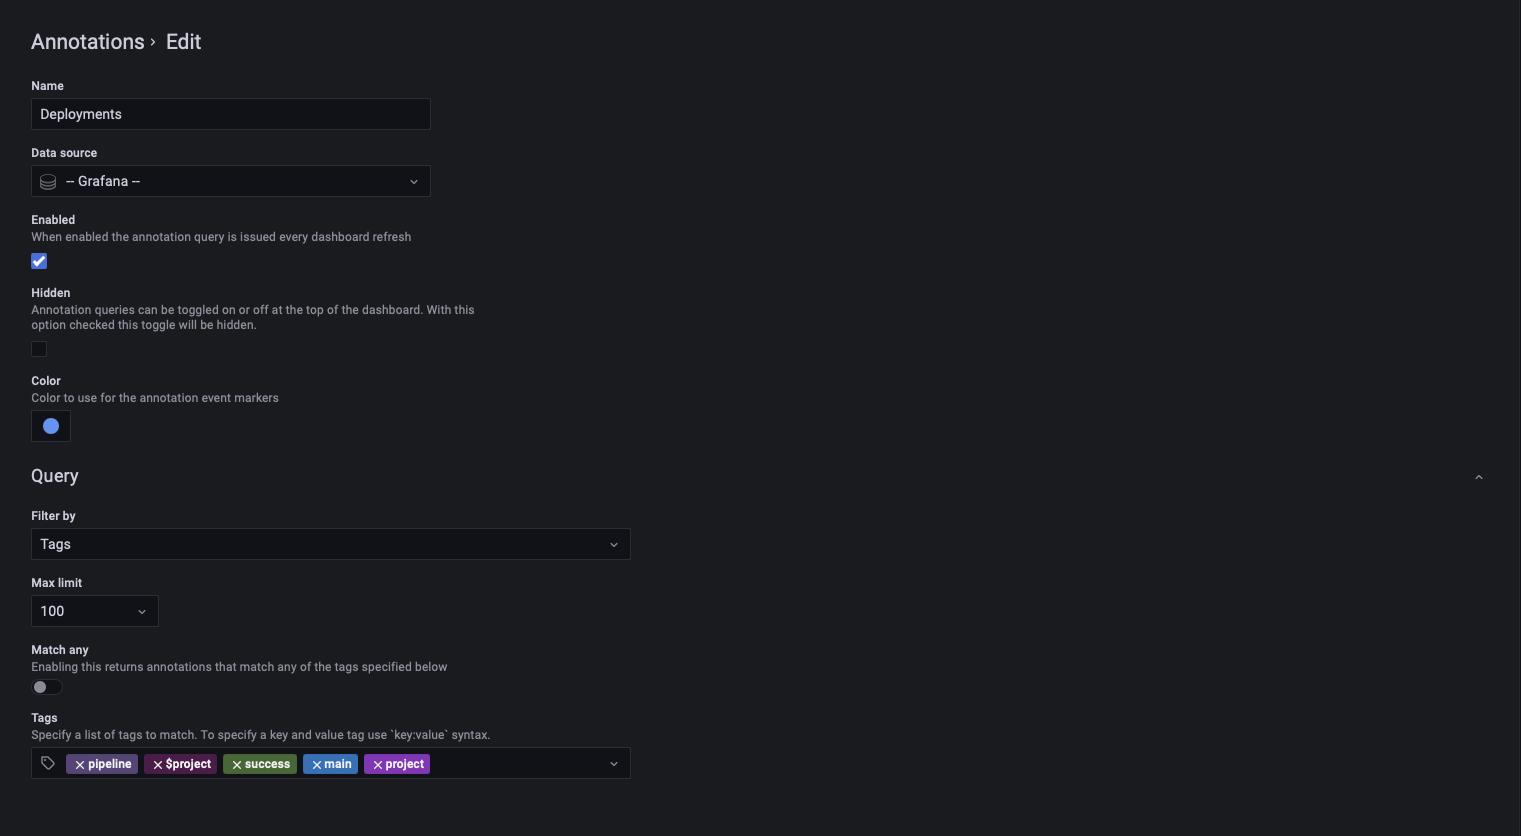 Annotations › Edit
Name
Deployments
Data source
-- Grafana --
Enabled
When enabled the annotation query is issued every dashboard refresh
Hidden
Annotation queries can be toggled on or off at the top of the dashboard. With this
option checked this toggle will be hidden.
Color
Color to use for the annotation event markers
Query
Filter by
Tags
Max limit
100
Match any
Enabling this returns annotations that match any of the tags specified below
Tags
Specify a list of tags to match. To specify a key and value tag use `key:value` syntax.
pipeline $project success main project